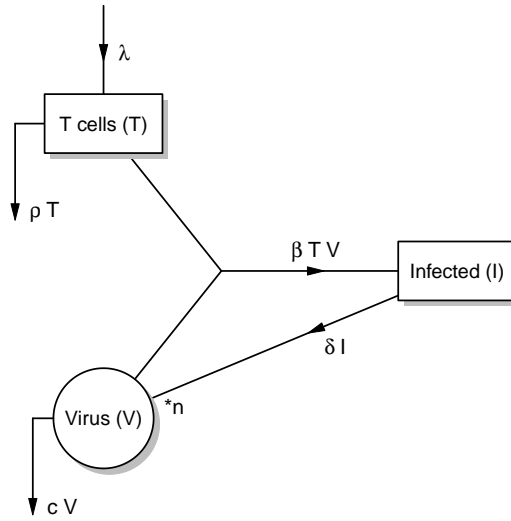 λ
T cells (T)
ρ T
β T V
Infected (I)
δ I
*n
Virus (V)
c V